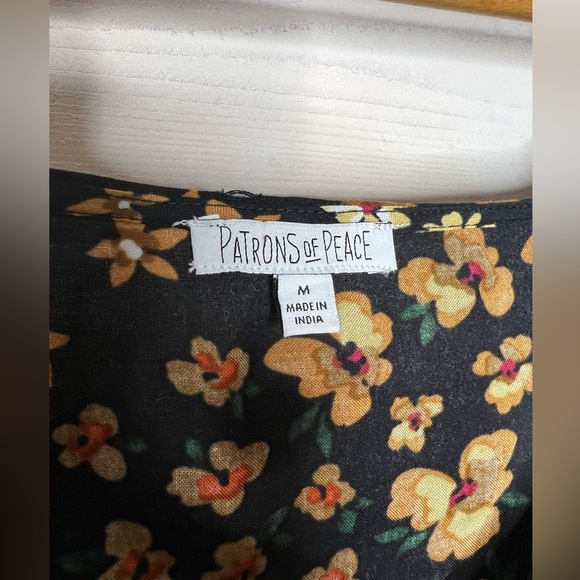 PATRONS OF PEACE
M
MADE IN
INDIA